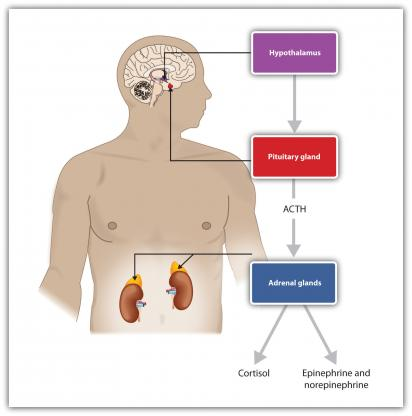 Hypothalamus
Pituitary gland
ACTH
Adrenal glands
Cortisol
Epinephrine and
norepinephrine